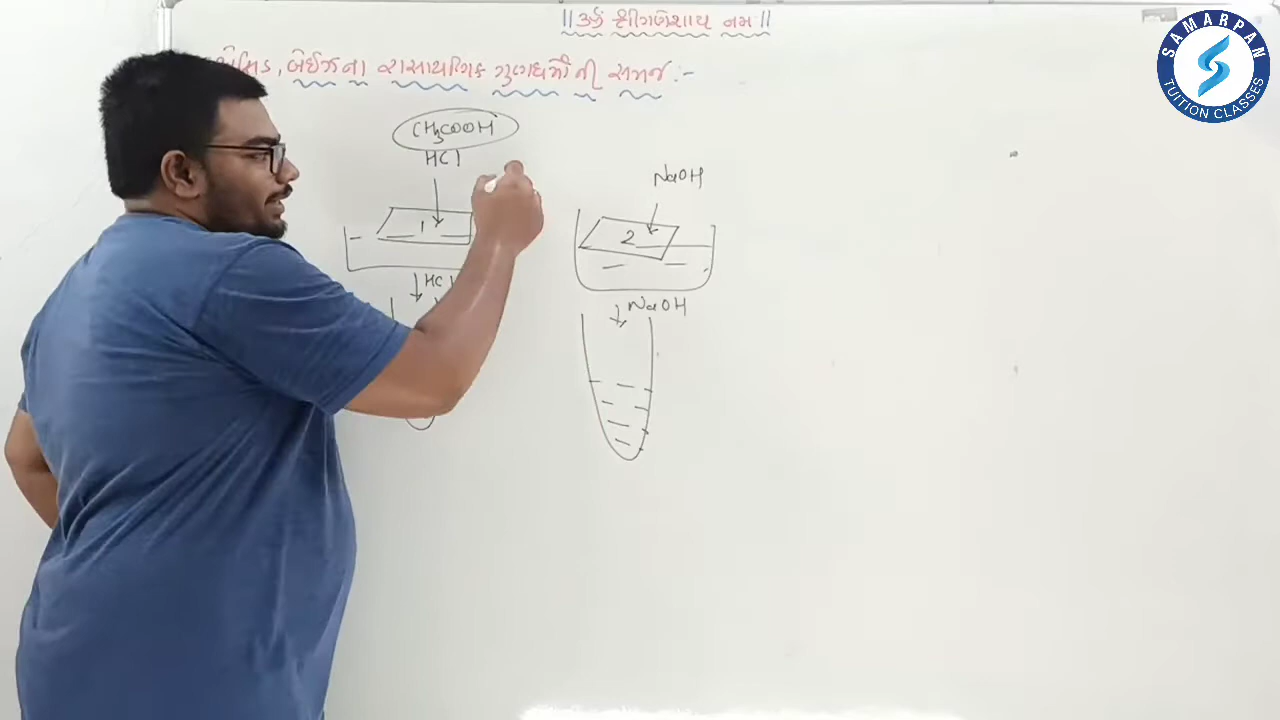 ||ૐ શ્રી ગણેશાય નમ||
બેઈઝના રાસાયણિક ગુણધર્મો ની સમજ :-
CH3COOH
HCl
NaOH
1
2
HCl
NaOH
SAMARPAN
TUITION CLASSES